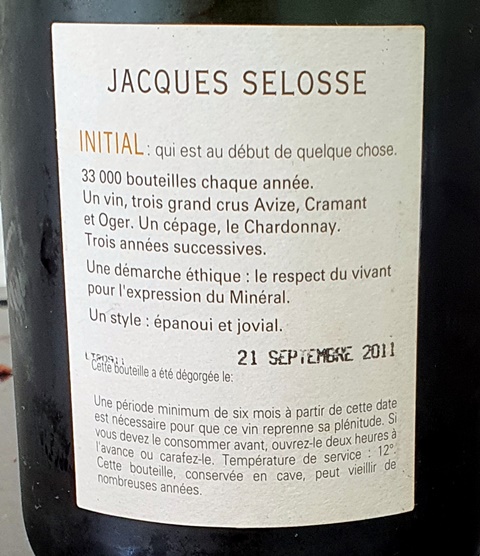 JACQUES SELOSSE
INITIAL : qui est au début de quelque chose.
33 000 bouteilles chaque année.
Un vin, trois grand crus Avize, Cramant
et Oger. Un cépage, le Chardonnay.
Trois années successives.
Une démarche éthique : le respect du vivant
pour l'expression du Minéral.
Un style : épanoui et jovial.
21 SEPTEMBRE 2011
Cette bouteille a été dégorgée le:
Une période minimum de six mois à partir de cette date
est nécessaire pour que ce vin reprenne sa plénitude. Si
vous devez le consommer avant, ouvrez-le deux heures à
l'avance ou carafez-le. Température de service : 12°.
Cette bouteille, conservée en cave, peut vieillir de
nombreuses années.